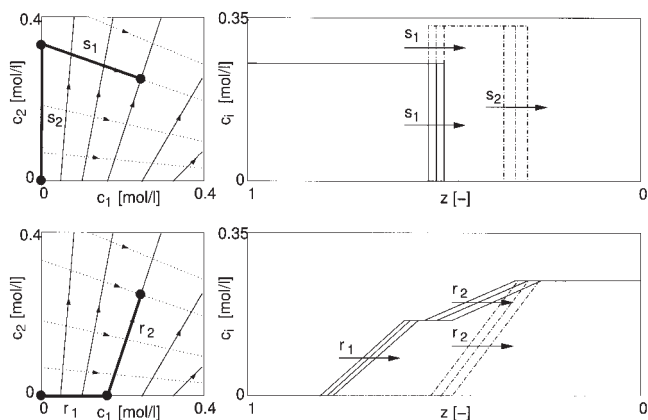 0.4
c2 [mol/l]
0
s1
s2
0
c1 [mol/l]
0.4
0.35
ci [mol/l]
0
s1
s1
s2
1
z [–]
0
0.4
c2 [mol/l]
0
r2
0
r1
c1 [mol/l]
0.4
0.35
ci [mol/l]
0
r1
r2
r2
1
z [–]
0